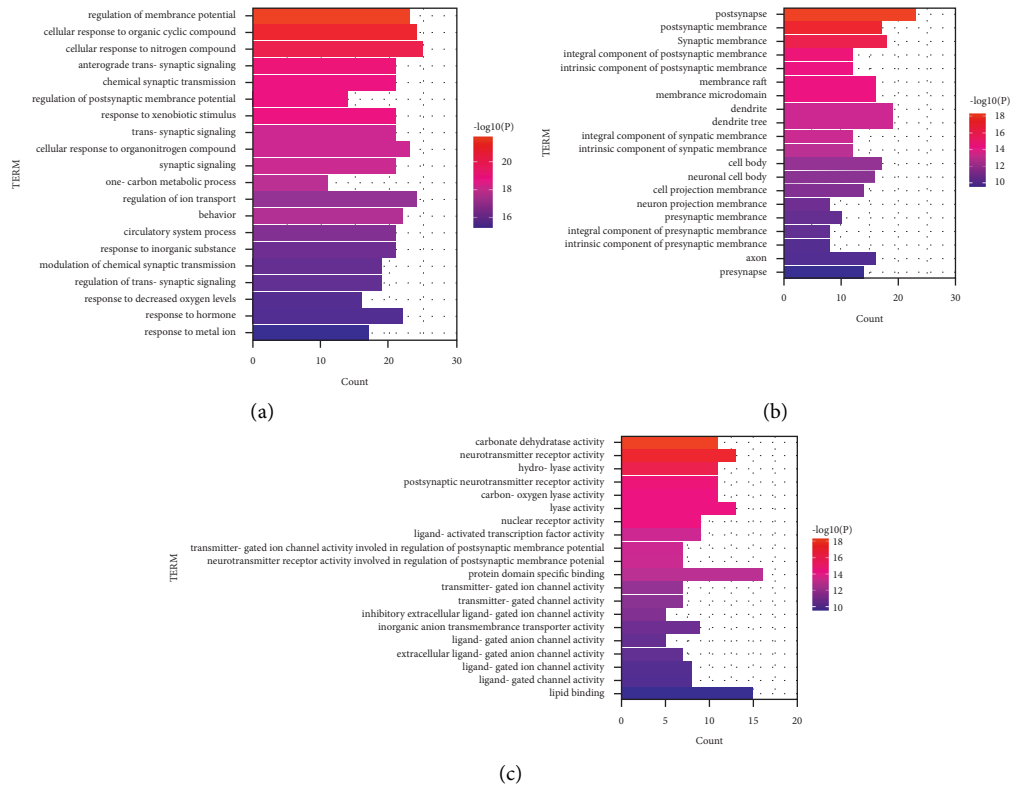 regulation of membrane potential
cellular response to organic cyclic compound
cellular response to nitrogen compound
anterograde trans- synaptic signaling
chemical synaptic transmission
regulation of postsynaptic membrane potential
response to xenobiotic stimulus
trans- synaptic signaling
cellular response to organonitrogen compound
synaptic signaling
one- carbon metabolic process
regulation of ion transport
behavior
circulatory system process
response to inorganic substance
modulation of chemical synaptic transmission
regulation of trans- synaptic signaling
response to decreased oxygen levels
response to hormone
response to metal ion
TERM
0 10 20 30
Count
-log10(P)
20
18
16
(a)
postsynapse
postsynaptic membrane
Synaptic membrane
integral component of postsynaptic membrane
intrinsic component of postsynaptic membrane
membrane raft
membrane microdomain
dendrite
dendrite tree
integral component of synpatic membrane
intrinsic component of synpatic membrane
cell body
neuronal cell body
cell projection membrane
neuron projection membrane
presynaptic membrane
integral component of presynaptic membrane
intrinsic component of presynaptic membrane
axon
presynapse
TERM
0 10 20 30
Count
-log10(P)
18
16
14
12
10
(b)
carbonate dehydratase activity
neurotransmitter receptor activity
hydro- lyase activity
postsynaptic neurotransmitter receptor activity
carbon- oxygen lyase activity
lyase activity
nuclear receptor activity
ligand- activated transcription factor activity
transmitter- gated ion channel activity involed in regulation of postsynaptic membrane potential
neurotransmitter receptor activity involved in regulation of postsynaptic membrane potenial
protein domain specific binding
transmitter- gated ion channel activity
transmitter- gated channel activity
inhibitory extracellular ligand- gated ion channel activity
inorganic anion transmembrane transporter activity
ligand- gated anion channel activity
extracellular ligand- gated anion channel activity
ligand- gated ion channel activity
ligand- gated channel activity
lipid binding
TERM
0 5 10 15 20
Count
-log10(P)
18
16
14
12
10
(c)